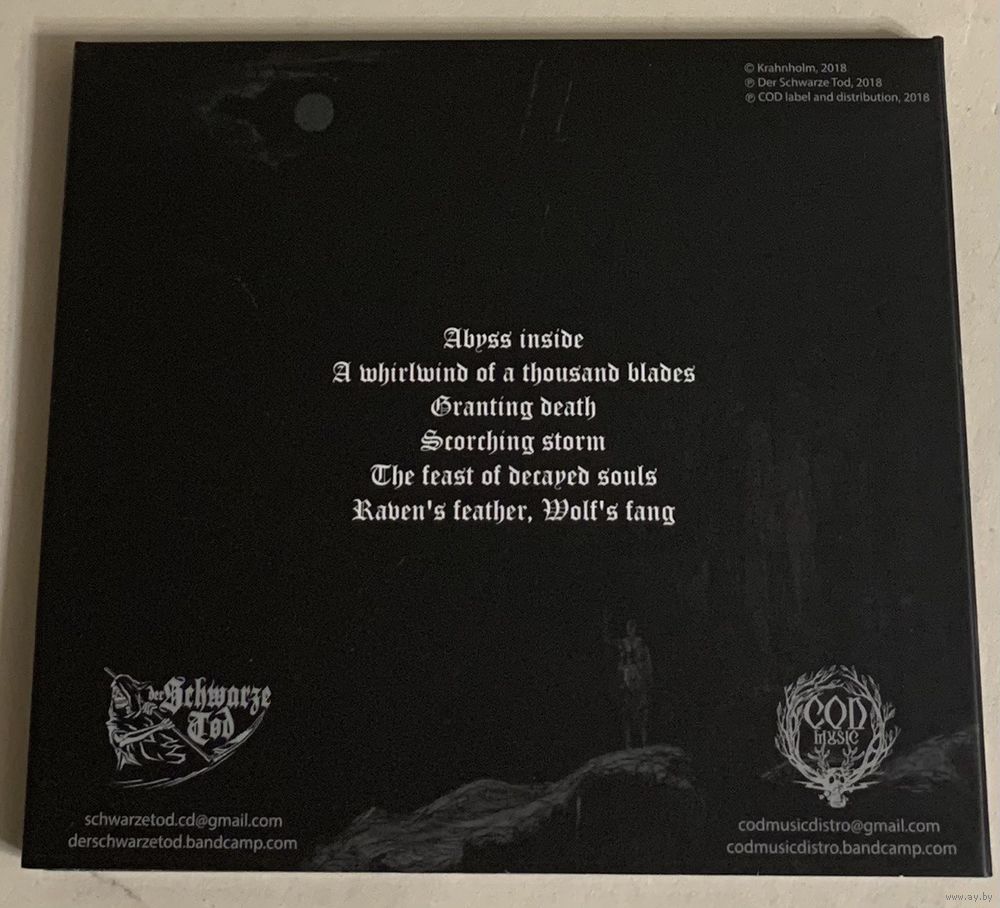 © Krahnholm, 2018
℗ Der Schwarze Tod, 2018
℗ COD label and distribution, 2018
Abyss inside
A whirlwind of a thousand blades
Granting death
Scorching storm
The feast of decayed souls
Raven's feather, Wolf's fang
der Schwarze
Tod
COD
MUSIC
schwarzetod.cd@gmail.com
derschwarzetod.bandcamp.com
codmusicdistro@gmail.com
codmusicdistro.bandcamp.com
www.ay.by